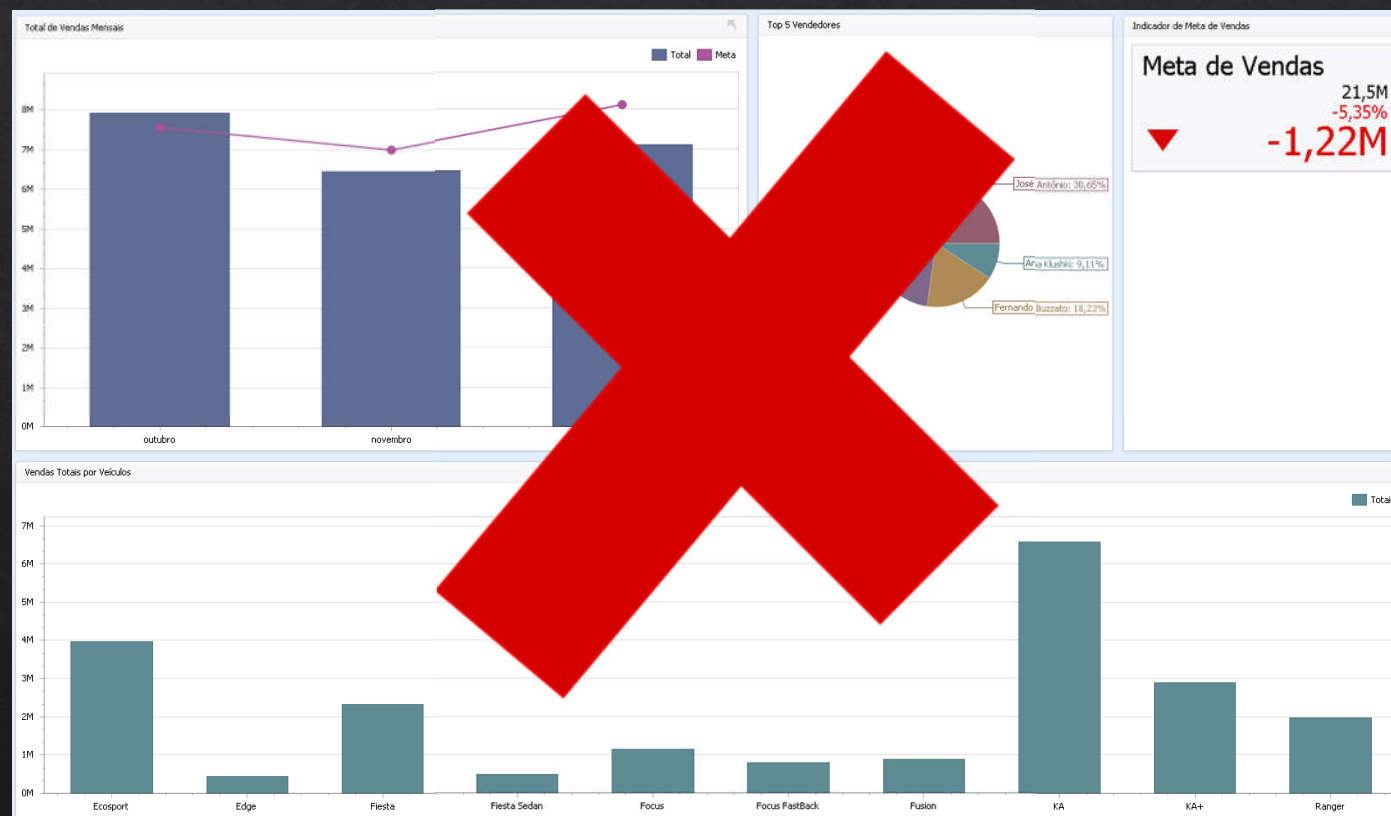 Total de Vendas Mensais
Total
Meta
8M
7M
6M
5M
4M
3M
2M
1M
0M
outubro
novembro
Top 5 Vendedores
José Antônio: 30,65%
Ana Klushki: 9,11%
Fernando Buzzato: 18,23%
Indicador de Meta de Vendas
Meta de Vendas
21,5M
-5,35%
-1,22M
Vendas Totais por Veículos
Totai
7M
6M
5M
4M
3M
2M
1M
0M
Ecosport
Edge
Fiesta
Fiesta Sedan
Focus
Focus FastBack
Fusion
KA
KA+
Ranger